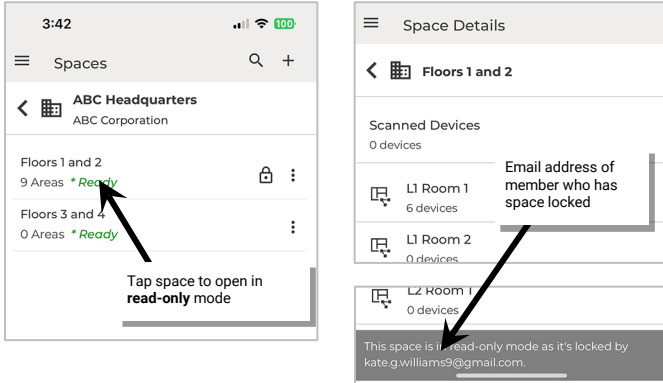 3:42
100
Spaces
ABC Headquarters
ABC Corporation
Floors 1 and 2
9 Areas * Ready
Floors 3 and 4
0 Areas * Ready
Tap space to open in
read-only mode
Space Details
Floors 1 and 2
Scanned Devices
0 devices
Email address of
member who has
space locked
L1 Room 1
6 devices
L1 Room 2
0 devices
L2 Room 1
0 devices
This space is in read-only mode as it's locked by
kate.g.williams9@gmail.com.